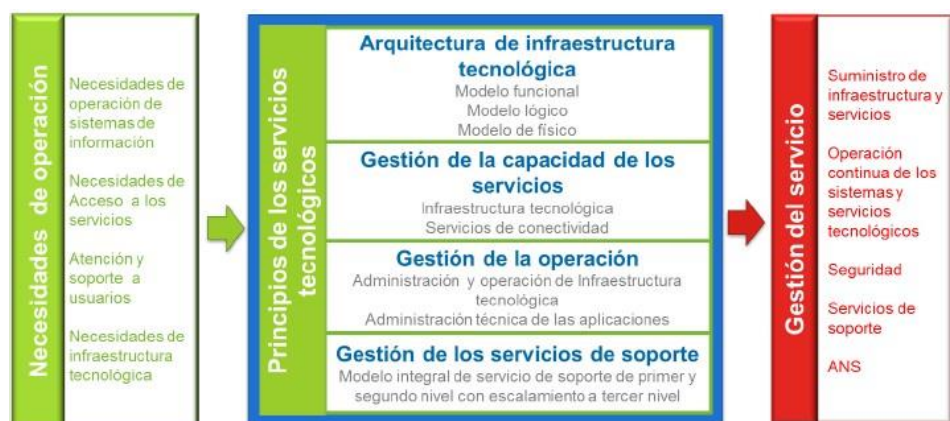 Necesidades de operación
Necesidades de
operación de
sistemas de
información
Necesidades de
Acceso a los
servicios
Atención y
soporte a
usuarios
Necesidades de
infraestructura
tecnológica
Principios de los servicios
tecnológicos
Arquitectura de infraestructura
tecnológica
Modelo funcional
Modelo lógico
Modelo de físico
Gestión de la capacidad de los
servicios
Infraestructura tecnológica
Servicios de conectividad
Gestión de la operación
Administración y operación de Infraestructura
tecnológica
Administración técnica de las aplicaciones
Gestión de los servicios de soporte
Modelo integral de servicio de soporte de primer y
segundo nivel con escalamiento a tercer nivel
Gestión del servicio
Suministro de
infraestructura y
servicios
Operación
continua de los
sistemas y
servicios
tecnológicos
Seguridad
Servicios de
soporte
ANS